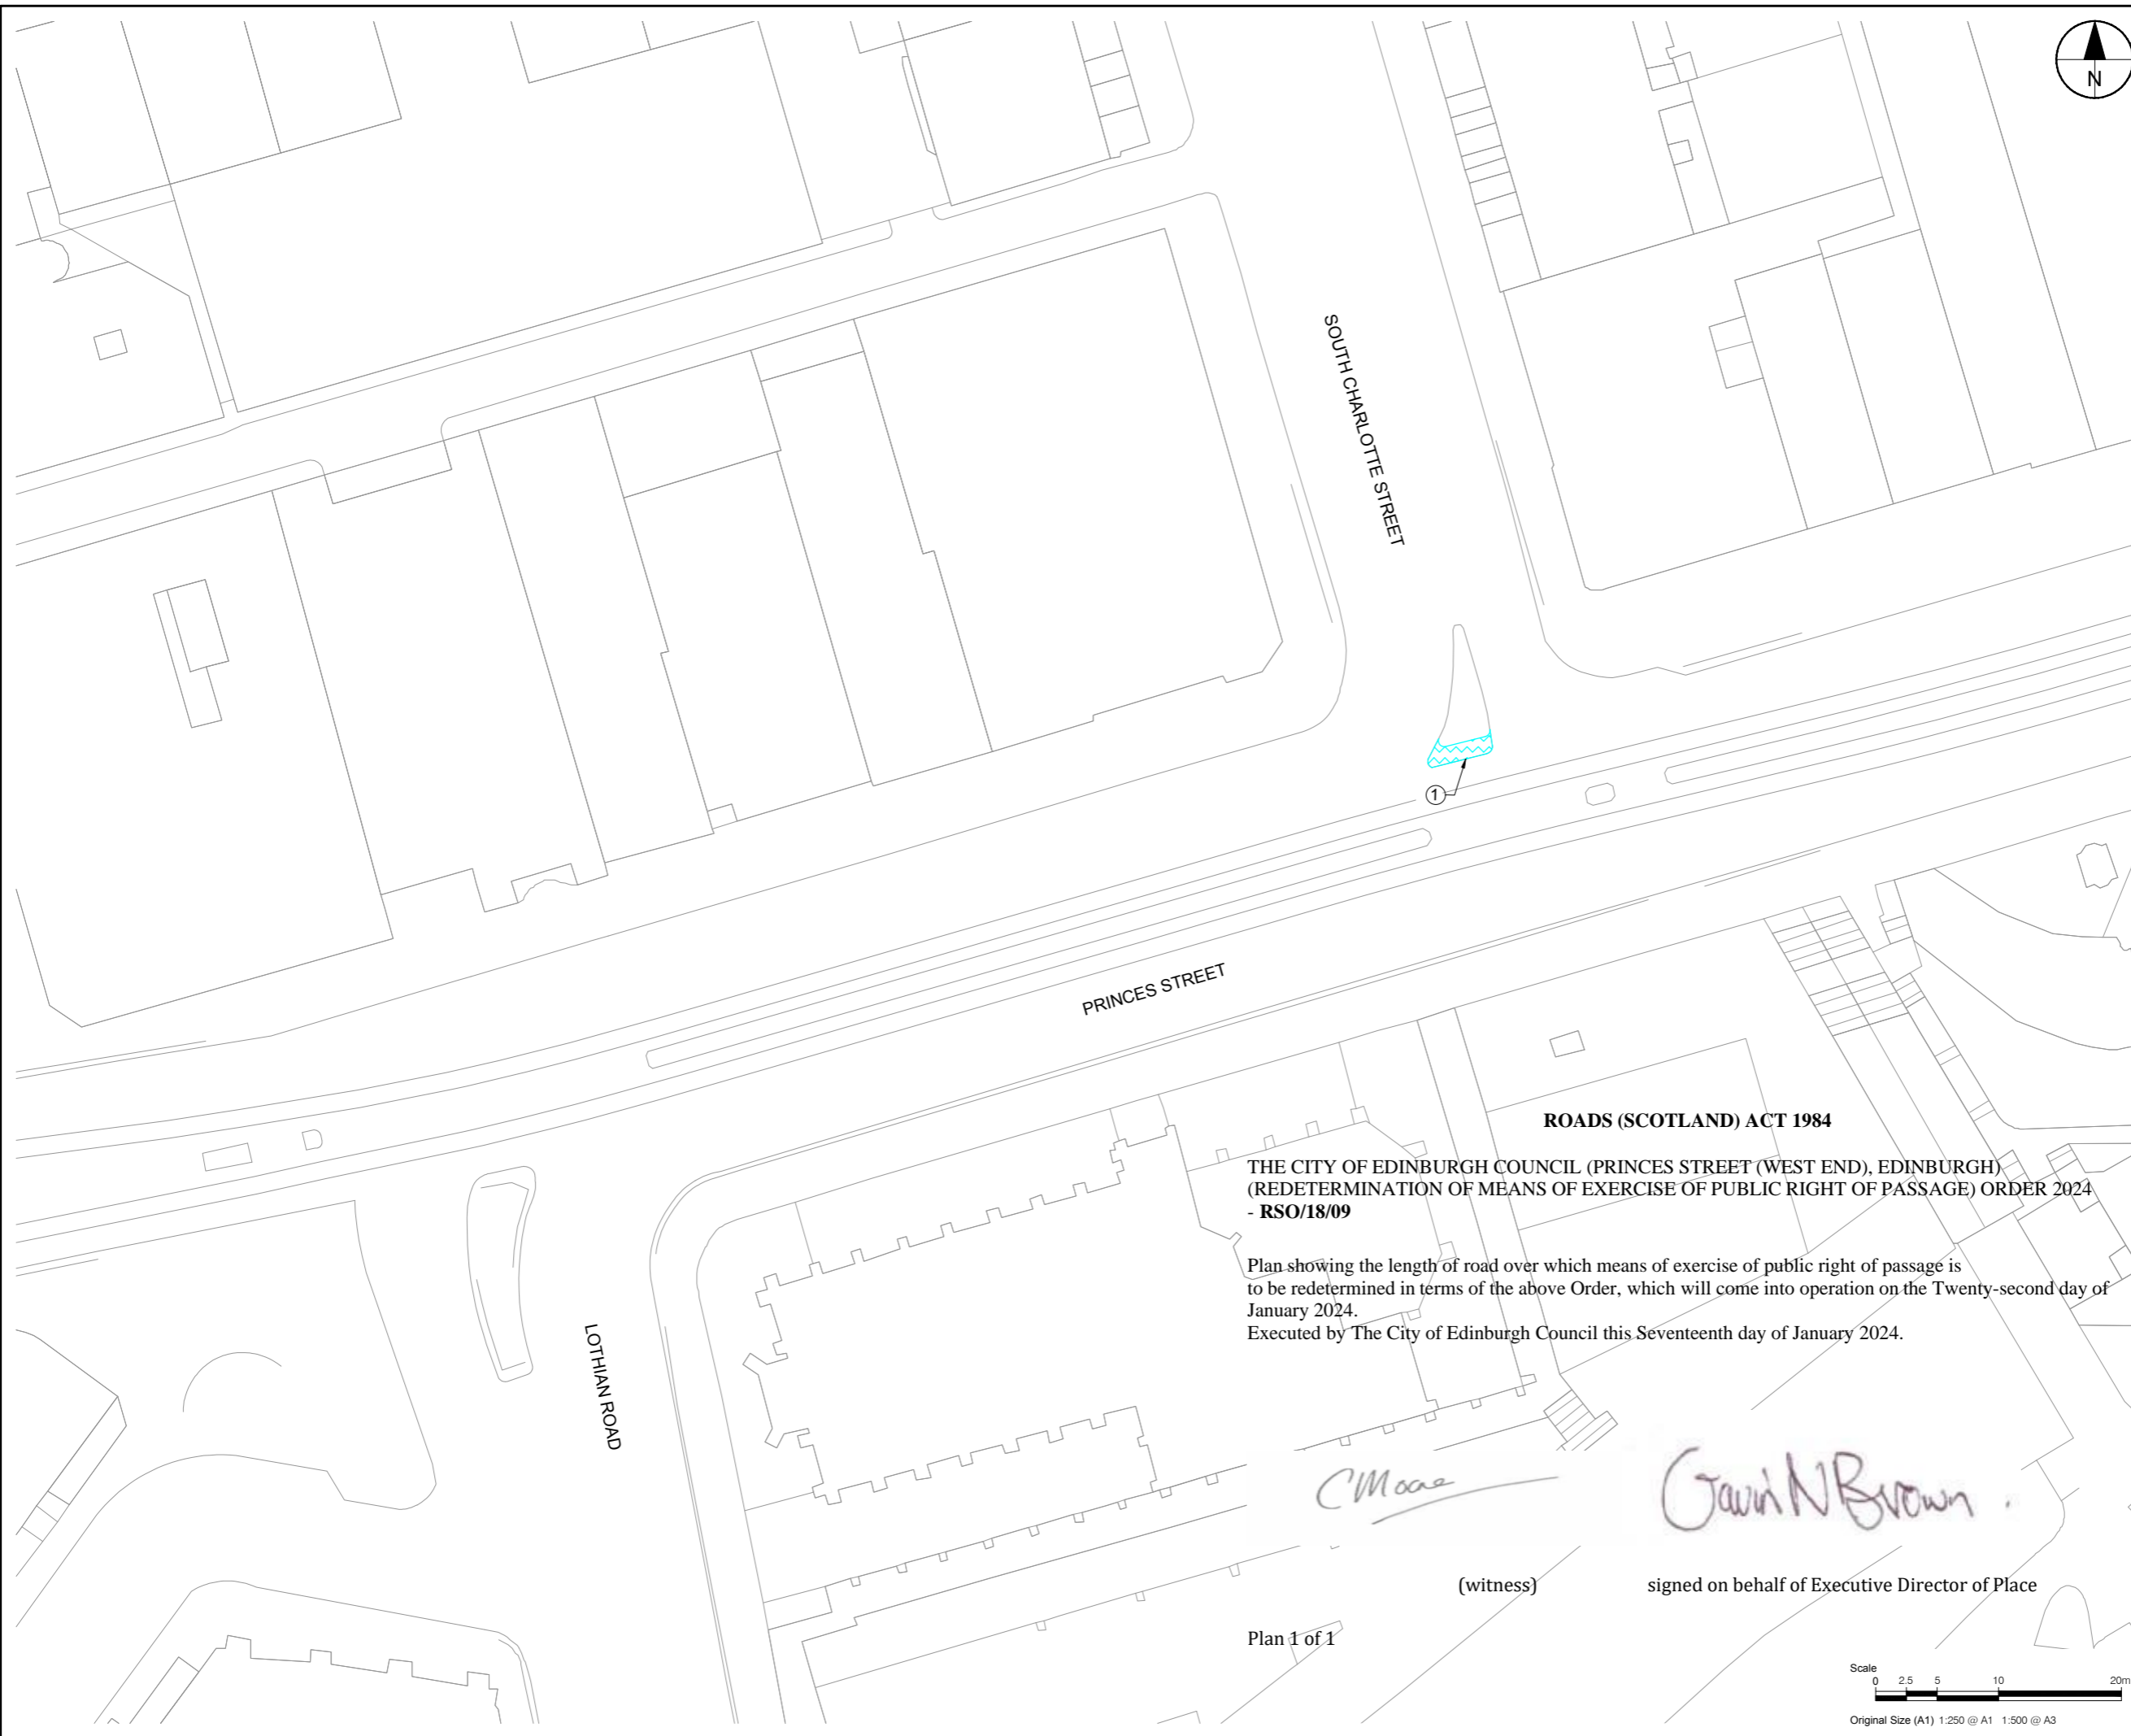 N
SOUTH CHARLOTTE STREET
1
PRINCES STREET
LOTHIAN ROAD
ROADS (SCOTLAND) ACT 1984
THE CITY OF EDINBURGH COUNCIL (PRINCES STREET (WEST END), EDINBURGH)
(REDETERMINATION OF MEANS OF EXERCISE OF PUBLIC RIGHT OF PASSAGE) ORDER 2024
- RSO/18/09
Plan showing the length of road over which means of exercise of public right of passage is
to be redetermined in terms of the above Order, which will come into operation on the Twenty-second day of
January 2024.
Executed by The City of Edinburgh Council this Seventeenth day of January 2024.
C Moore
Gavin N Brown.
(witness)
signed on behalf of Executive Director of Place
Plan 1 of 1
Scale
0 2.5 5 10 20m
Original Size (A1) 1:250 @ A1 1:500 @ A3